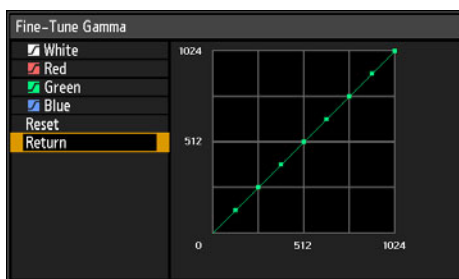 Fine-Tune Gamma
White
Red
Green
Blue
Reset
Return
1024
512
0 512 1024